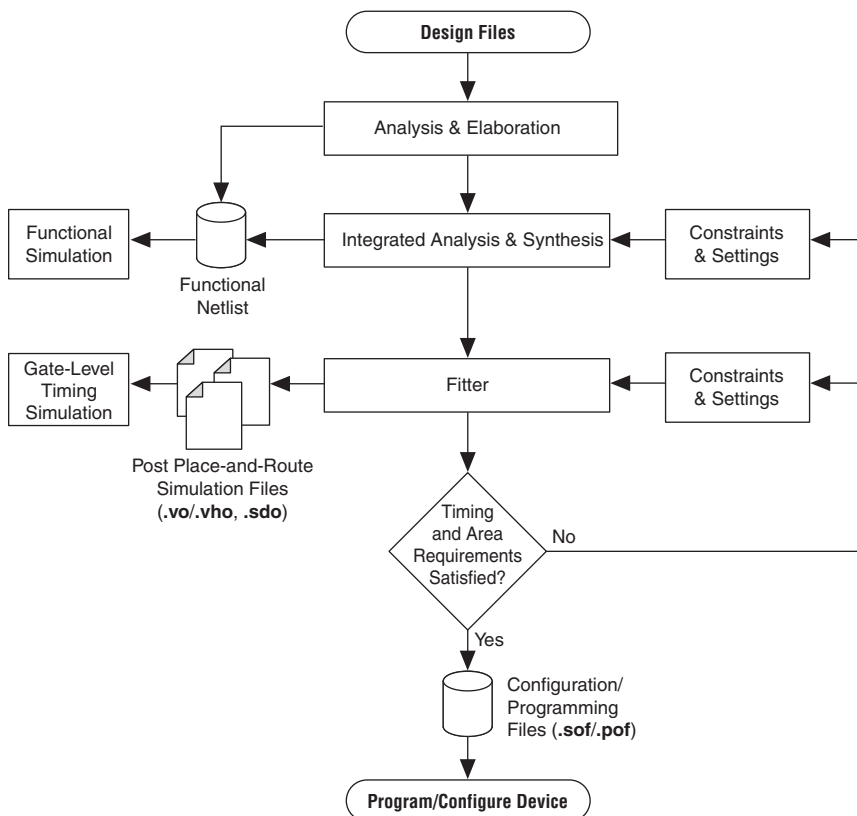 Design Files
Analysis & Elaboration
Functional
Simulation
Functional
Netlist
Integrated Analysis & Synthesis
Constraints
& Settings
Gate-Level
Timing
Simulation
Post Place-and-Route
Simulation Files
(.vo/.vho, .sdo)
Fitter
Constraints
& Settings
Timing
and Area
Requirements
Satisfied?
No
Yes
Configuration/
Programming
Files (.sof/.pof)
Program/Configure Device